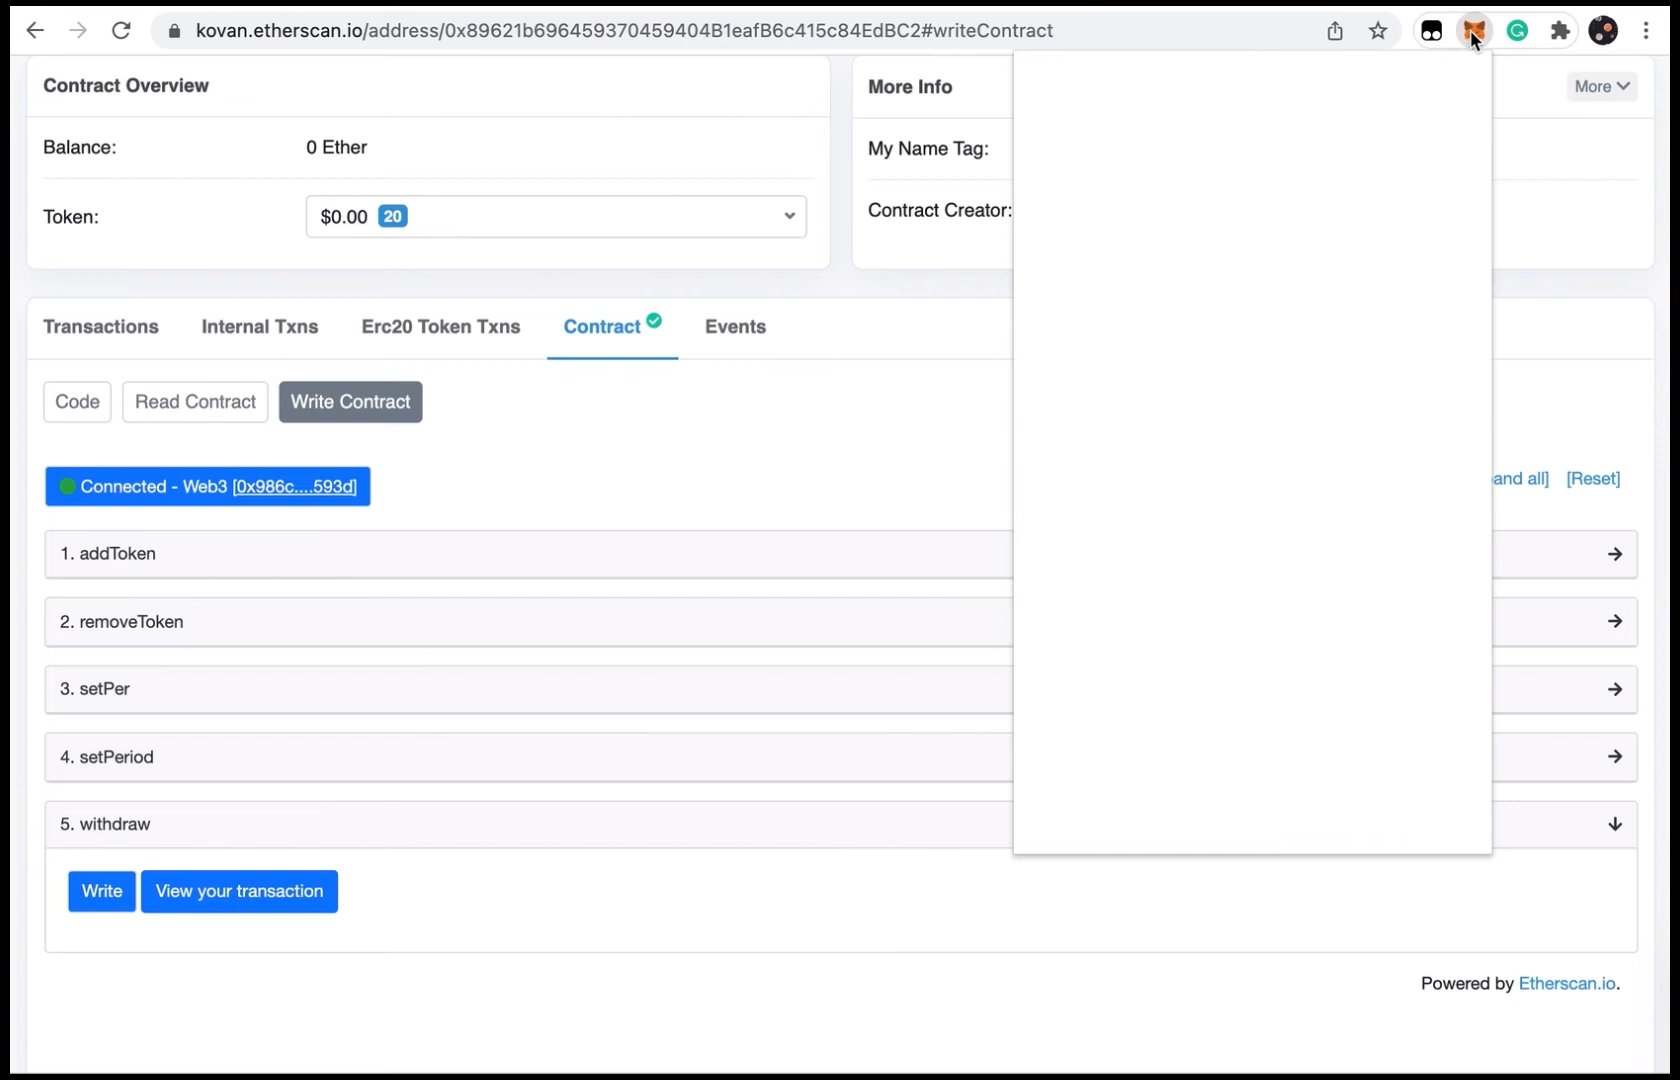 kovan.etherscan.io/address/0x89621b696459370459404B1eafB6c415c84EdBC2#writeContract
Contract Overview
Balance: 0 Ether
Token: $0.00 20
More Info
More
My Name Tag:
Contract Creator:
Transactions Internal Txns Erc20 Token Txns Contract Events
Code Read Contract Write Contract
Connected - Web3 [0x986c....593d]
and all] [Reset]
1. addToken
2. removeToken
3. setPer
4. setPeriod
5. withdraw
Write View your transaction
Powered by Etherscan.io.